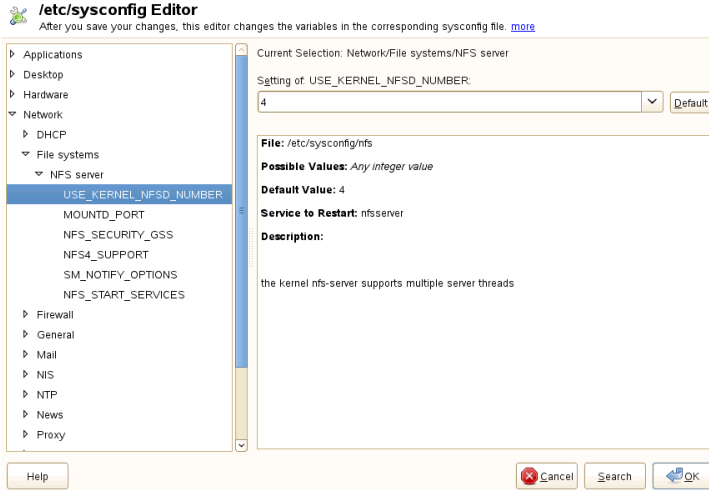 /etc/sysconfig Editor
After you save your changes, this editor changes the variables in the corresponding sysconfig file. more
Applications
Desktop
Hardware
Network
DHCP
File systems
NFS server
USE_KERNEL_NFSD_NUMBER
MOUNTD_PORT
NFS_SECURITY_GSS
NFS4_SUPPORT
SM_NOTIFY_OPTIONS
NFS_START_SERVICES
Firewall
General
Mail
NIS
NTP
News
Proxy
Current Selection: Network/File systems/NFS server
Setting of: USE_KERNEL_NFSD_NUMBER:
4
Default
File: /etc/sysconfig/nfs
Possible Values: Any integer value
Default Value: 4
Service to Restart: nfsserver
Description:
the kernel nfs-server supports multiple server threads
Help
Cancel
Search
OK